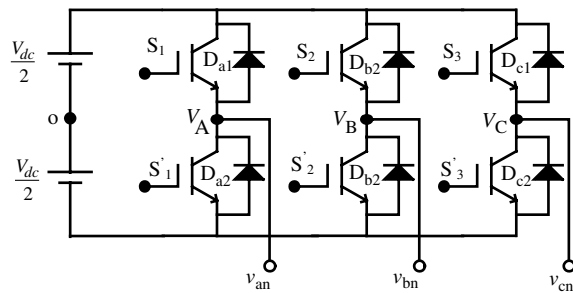 V_dc/2
S_1 D_a1 S_2 D_b2 S_3 D_c1
o V_A V_B V_C
V_dc/2
S'_1 D_a2 S'_2 D_b2 S'_3 D_c2
v_an v_bn v_cn